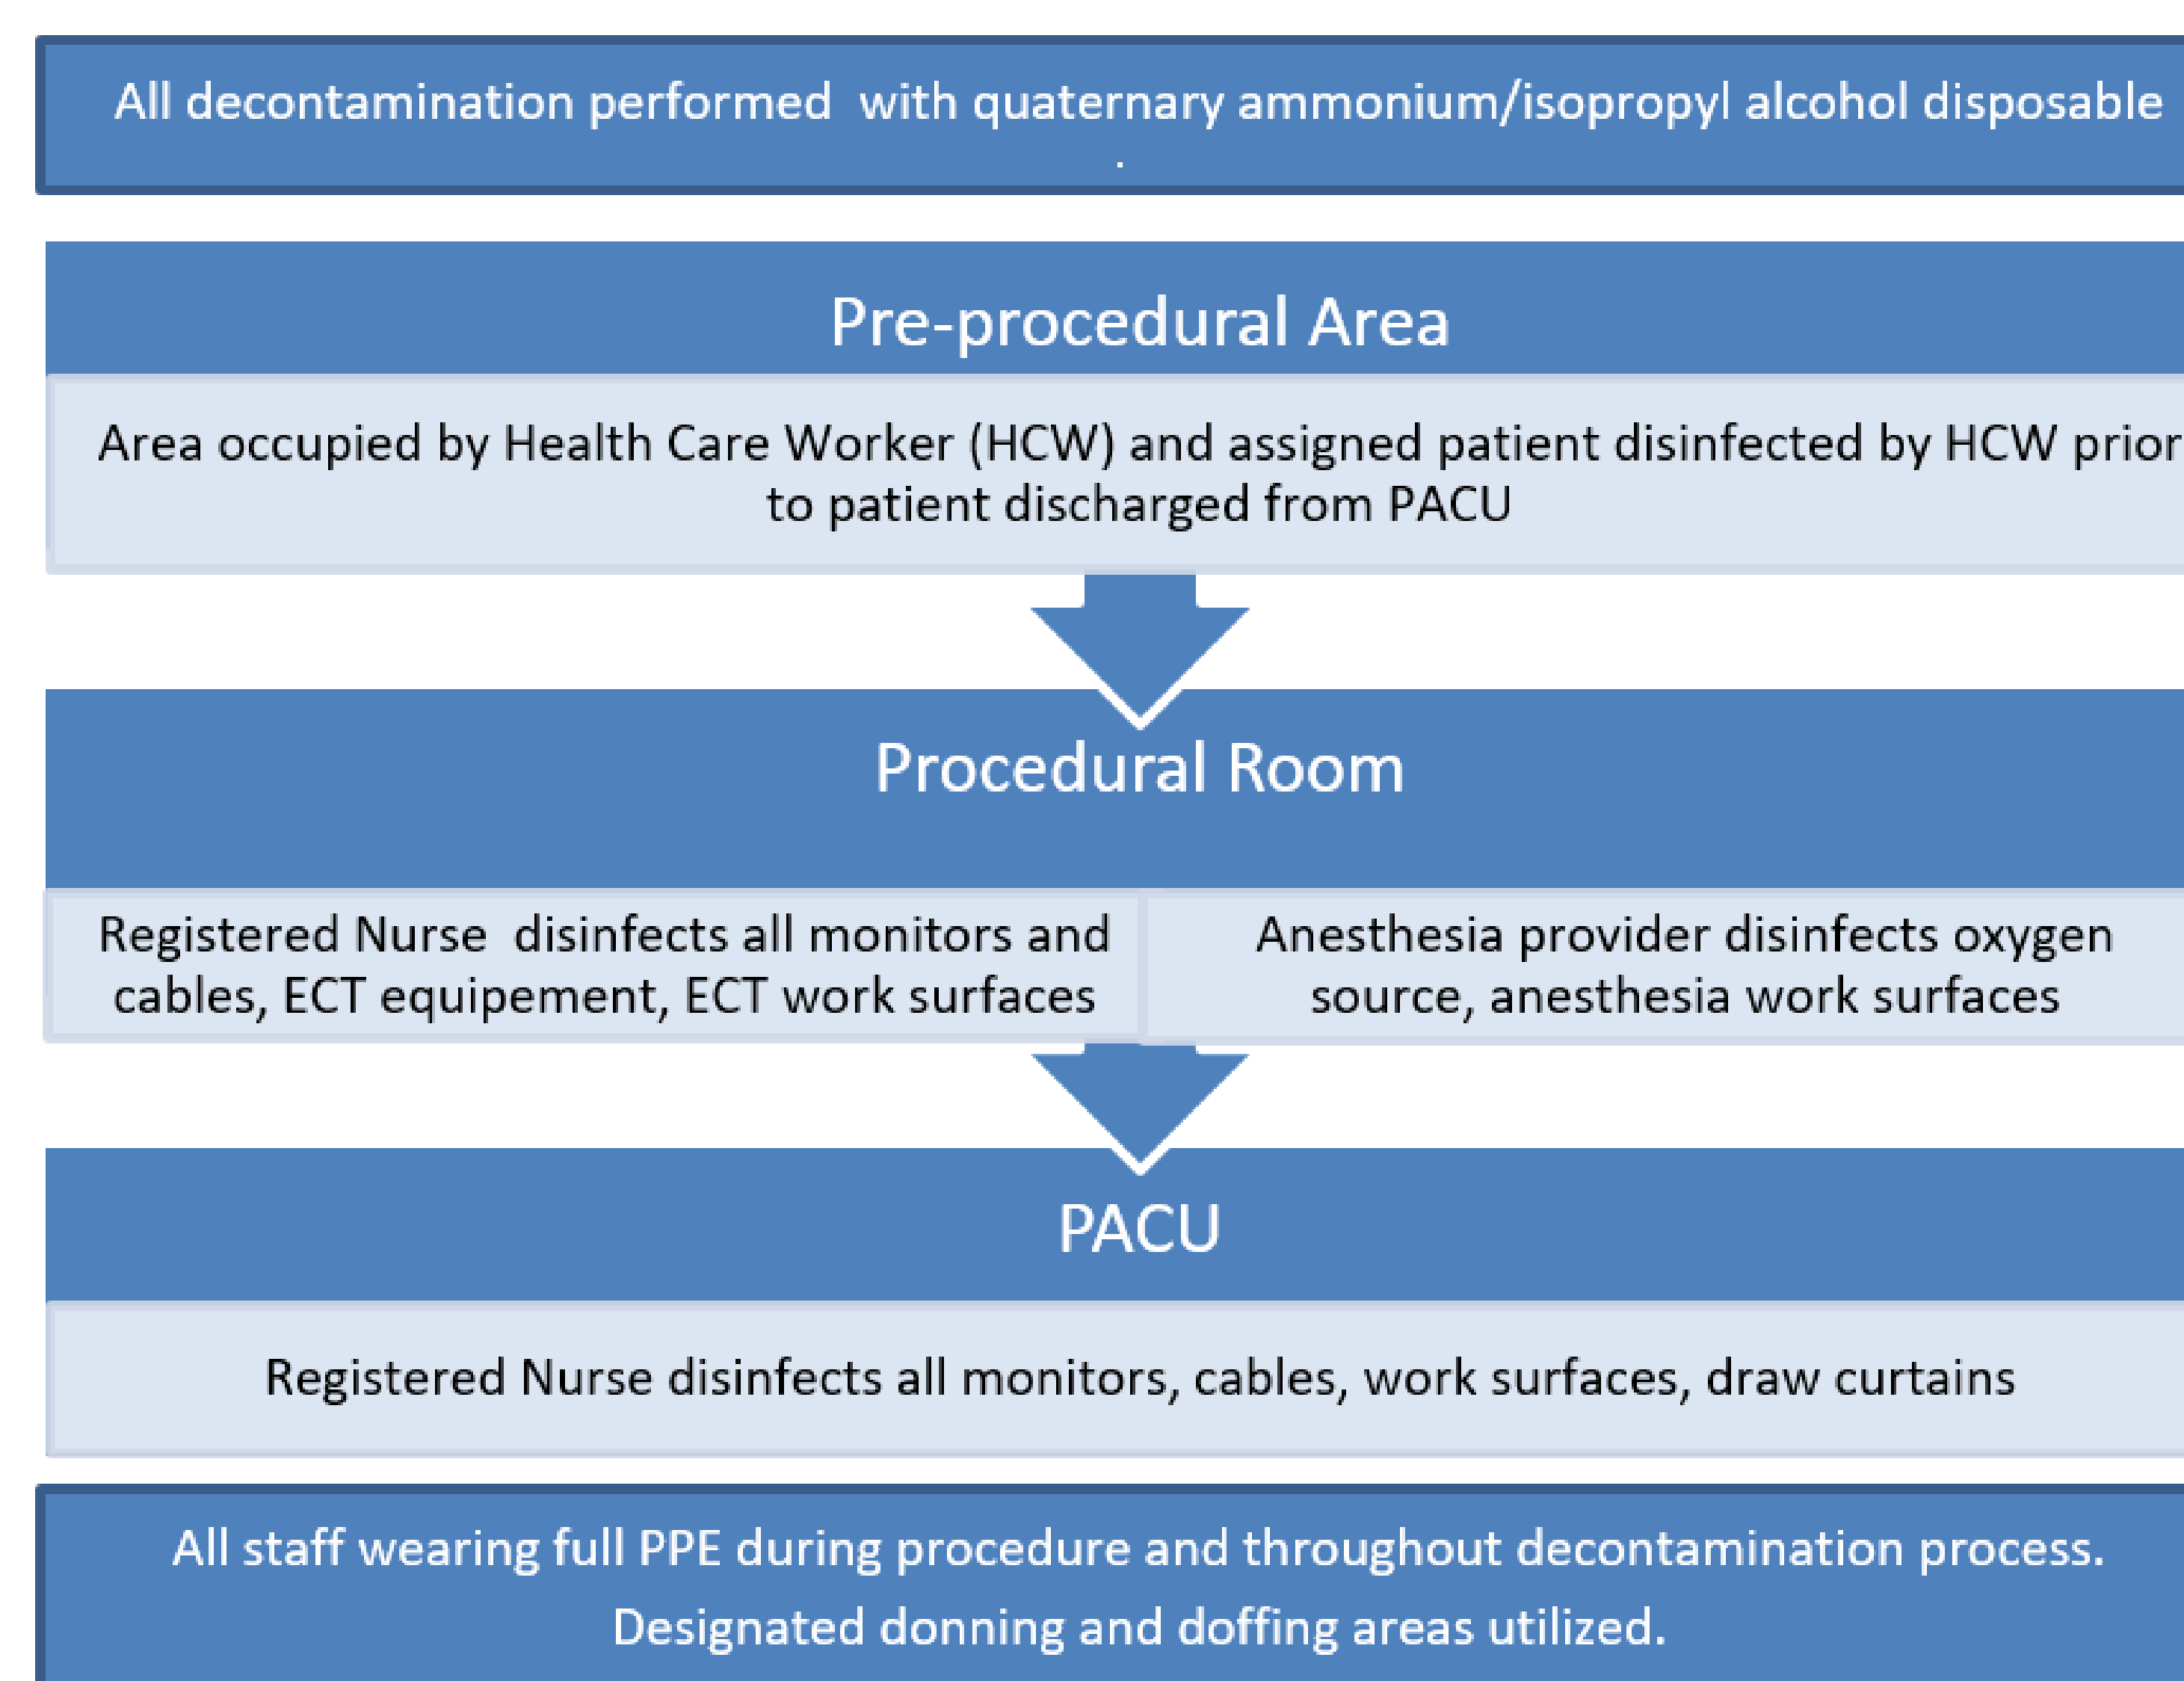 All decontamination performed  with quaternary ammonium/isopropyl alcohol disposable
.
Pre-procedural Area
Area occupied by Health Care Worker (HCW) and assigned patient disinfected by HCW prior
to patient discharged from PACU
Procedural Room
Registered Nurse  disinfects all monitors and
cables, ECT equipement, ECT work surfaces
Anesthesia provider disinfects oxygen
source, anesthesia work surfaces
PACU
Registered Nurse disinfects all monitors, cables, work surfaces, draw curtains
All staff wearing full PPE during procedure and throughout decontamination process.
Designated donning and doffing areas utilized.